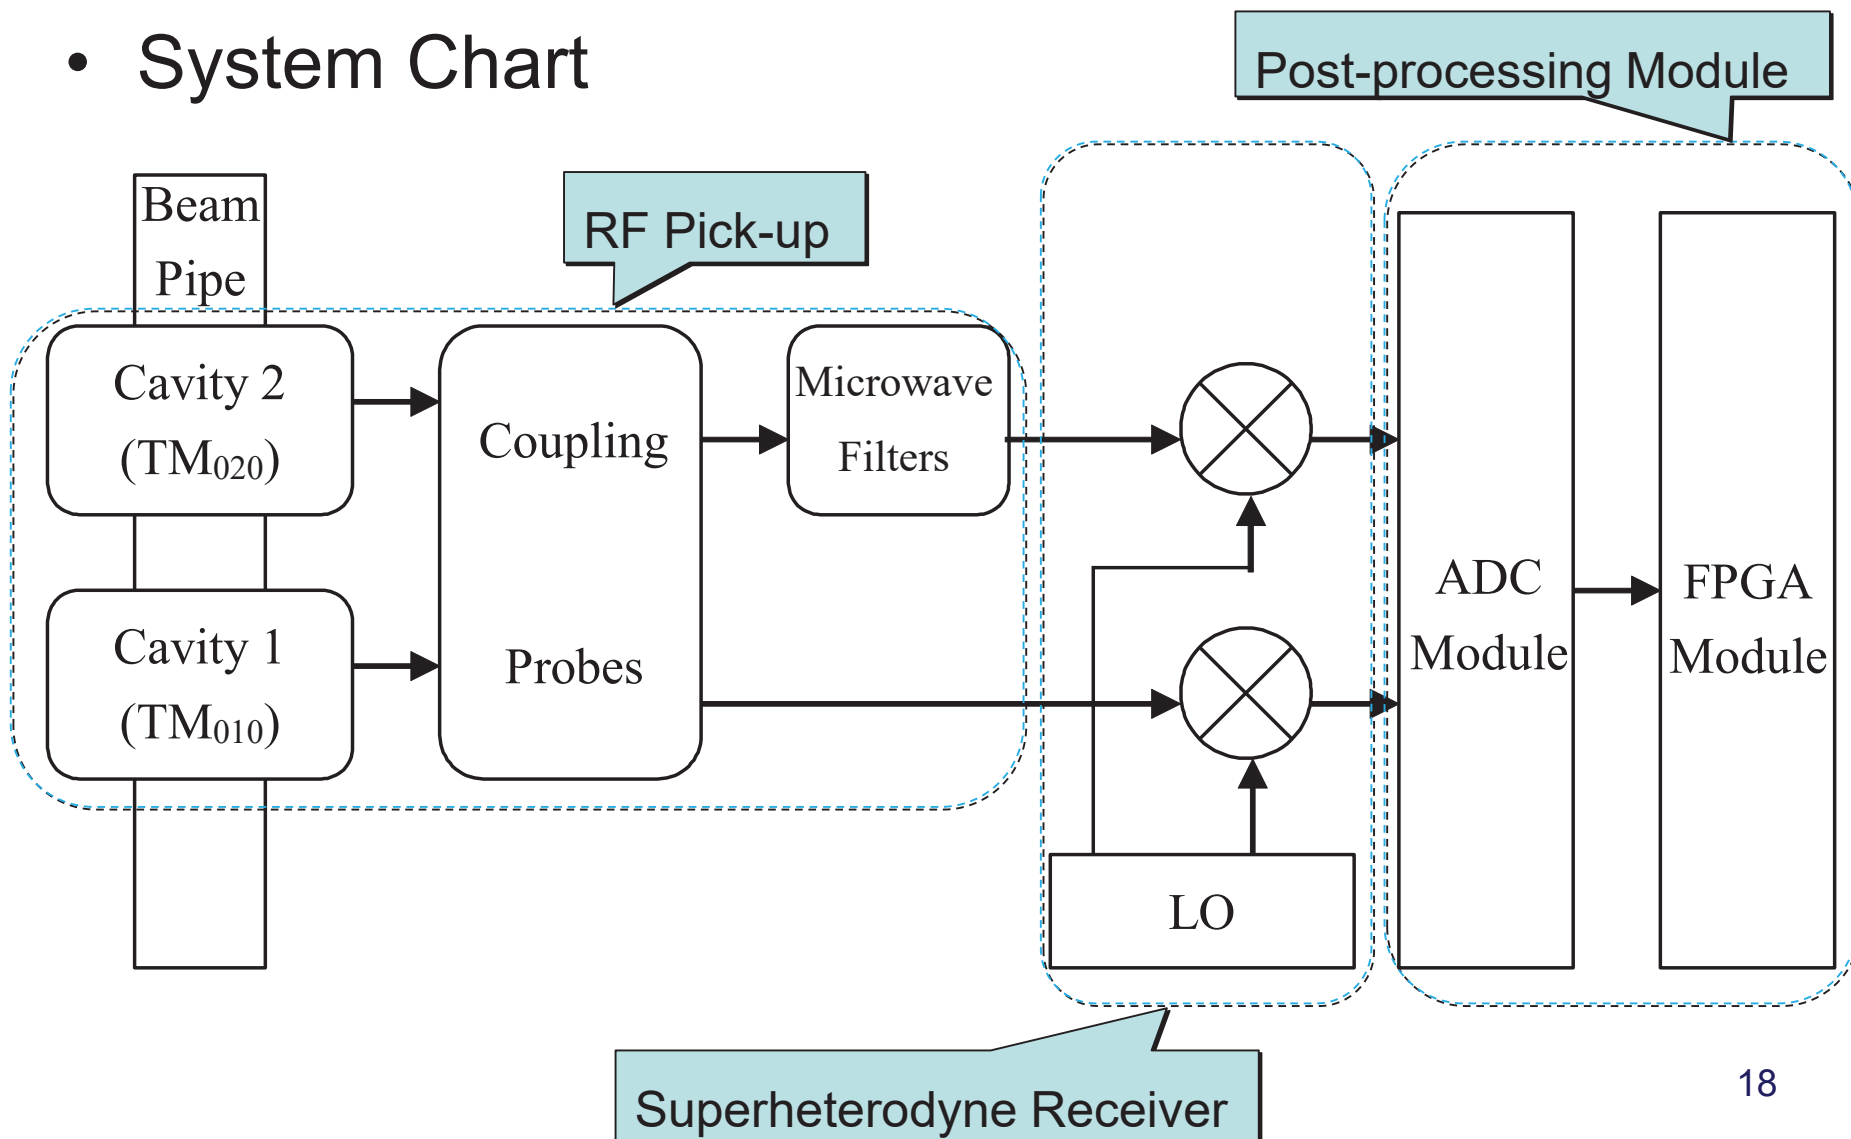 • System Chart
Post-processing Module
Beam
Pipe
RF Pick-up
Cavity 2
(TM₀₂₀)
Coupling
Probes
Microwave
Filters
Cavity 1
(TM₀₁₀)
LO
ADC
Module
FPGA
Module
Superheterodyne Receiver
18